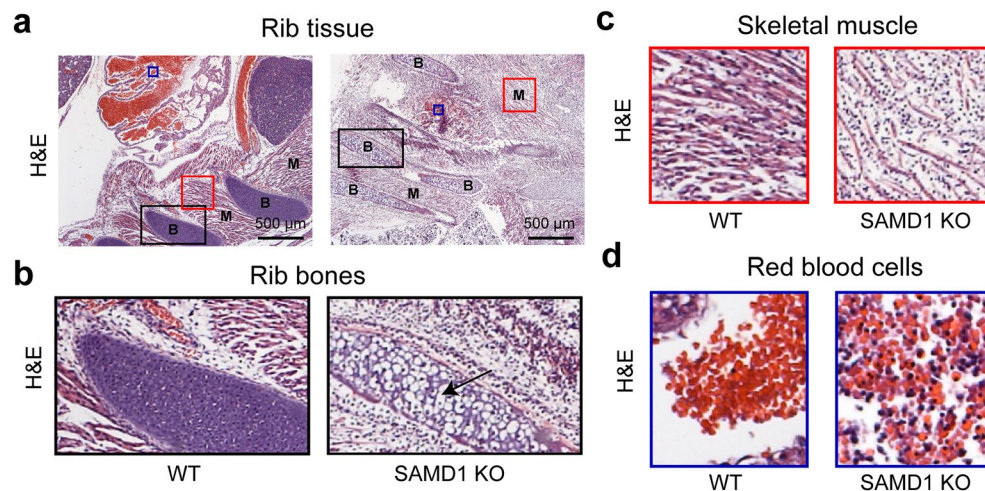 a
Rib tissue
H&E
M
B
M
B
500 µm
B
M
B
B
M
B
500 µm
b
Rib bones
H&E
WT
SAMD1 KO
c
Skeletal muscle
H&E
WT
SAMD1 KO
d
Red blood cells
H&E
WT
SAMD1 KO